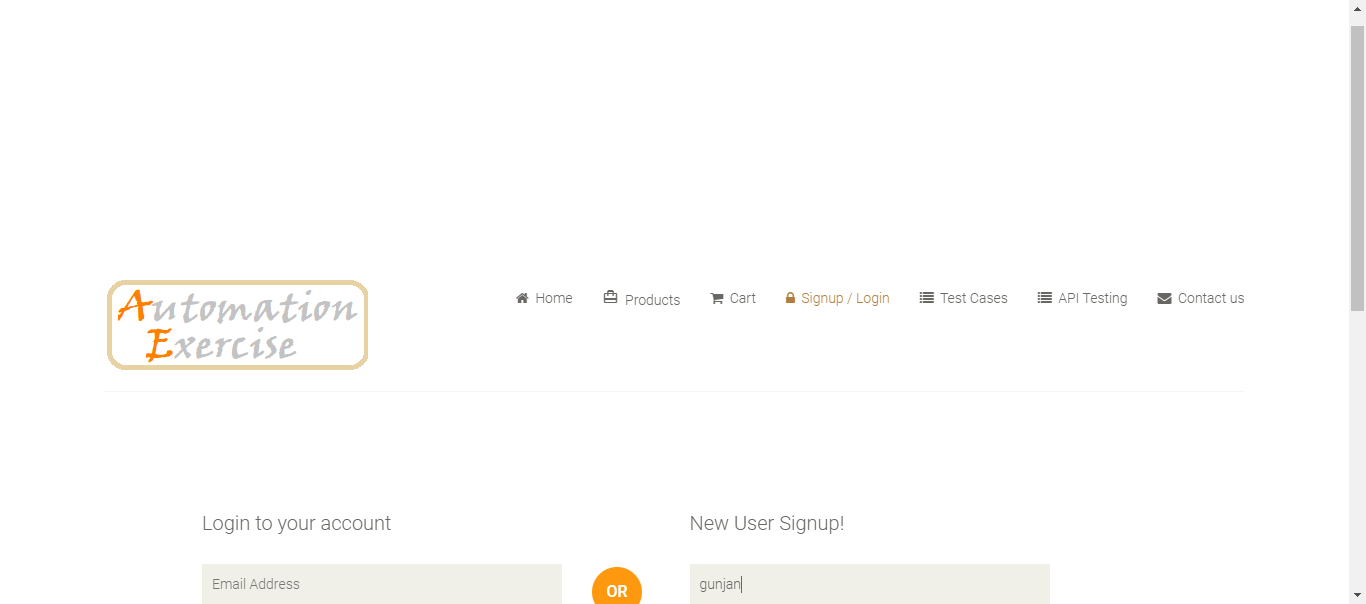 Automation
Exercise
Home Products Cart Signup / Login Test Cases API Testing Contact us
Login to your account
New User Signup!
Email Address
OR
gunjan